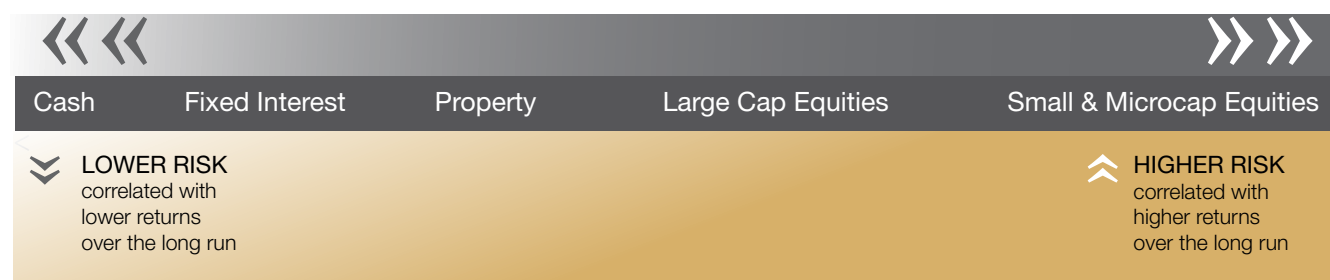 Cash Fixed Interest Property Large Cap Equities Small & Microcap Equities
LOWER RISK
correlated with
lower returns
over the long run
HIGHER RISK
correlated with
higher returns
over the long run